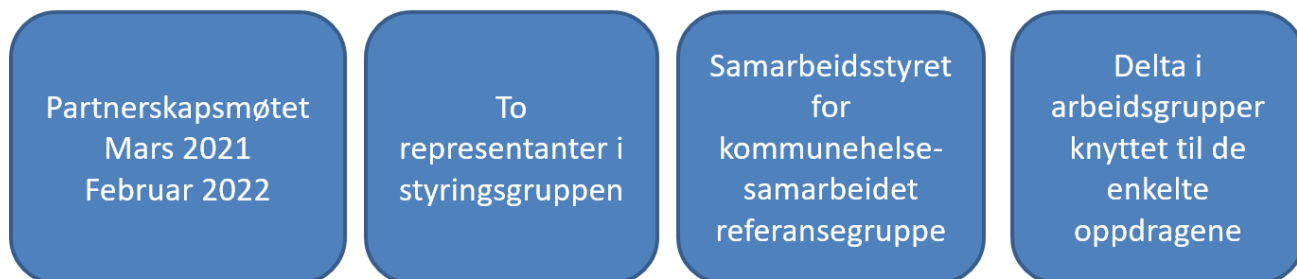 Partnerskapsmøtet
Mars 2021
Februar 2022
To
representanter i
styringsgruppen
Samarbeidsstyret
for
kommunehelse-
samarbeidet
referansegruppe
Delta i
arbeidsgrupper
knyttet til de
enkelte
oppdragene